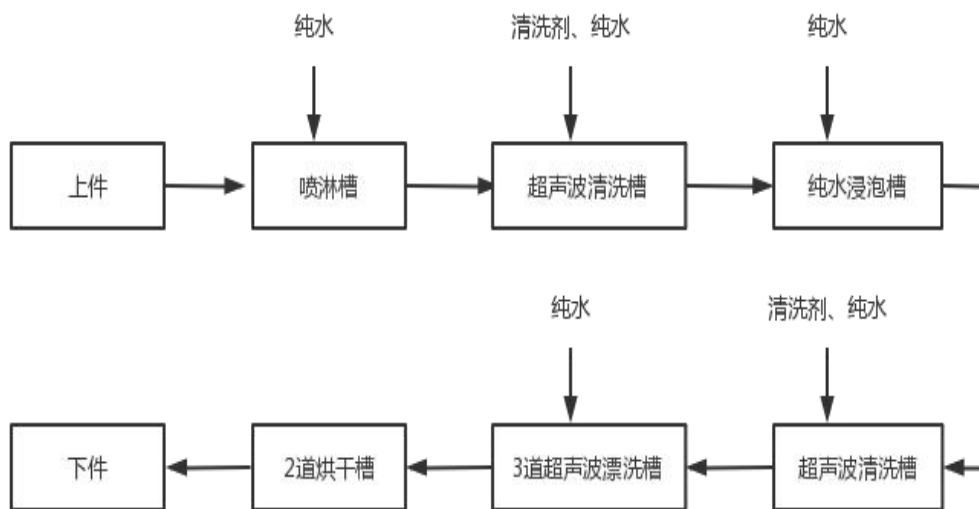 纯水
清洗剂、纯水
纯水
上件
喷淋槽
超声波清洗槽
纯水浸泡槽
纯水
清洗剂、纯水
下件
2道烘干槽
3道超声波漂洗槽
超声波清洗槽